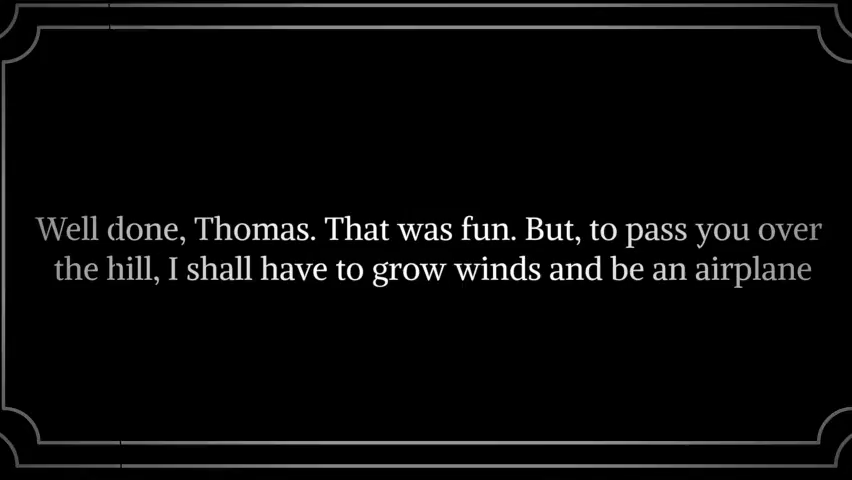 Well done, Thomas. That was fun. But, to pass you over
the hill, I shall have to grow winds and be an airplane